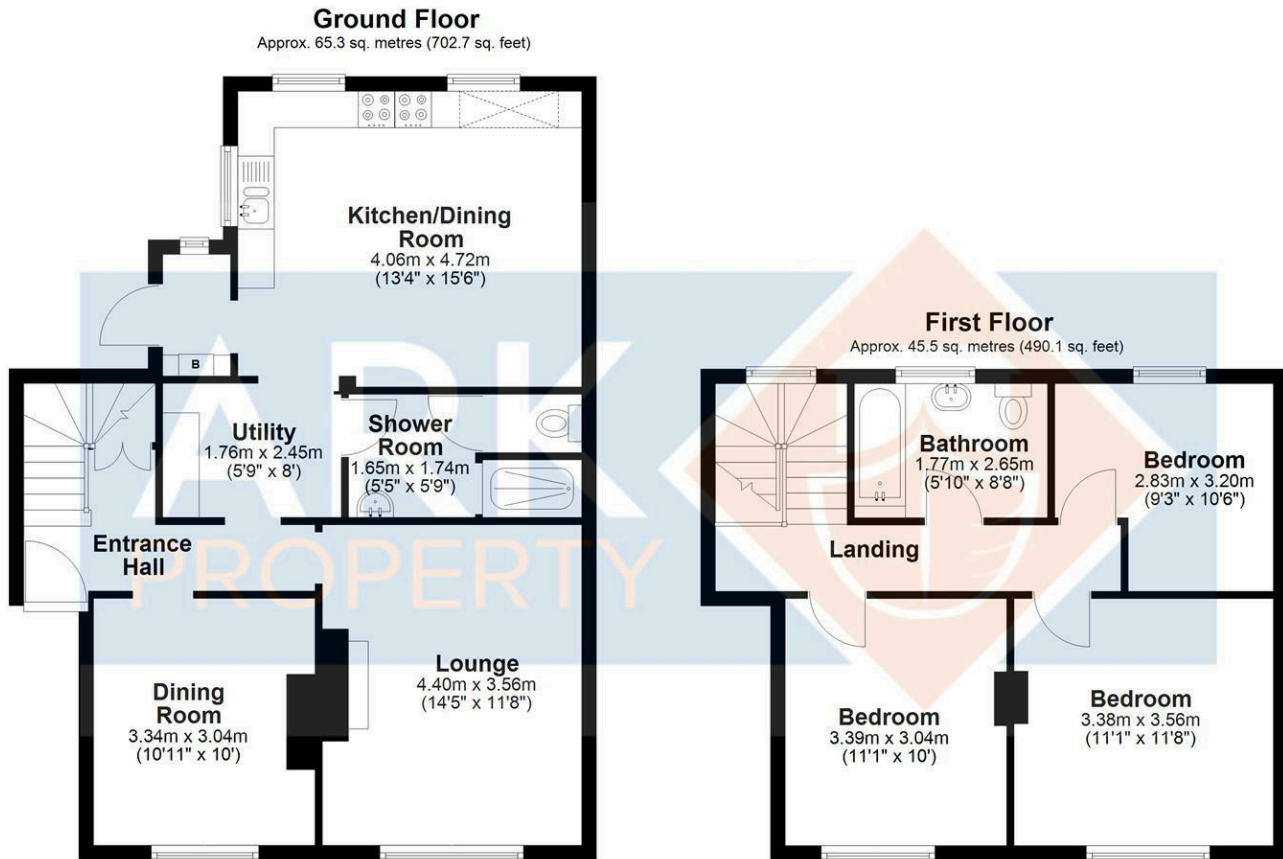 Ground Floor
Approx. 65.3 sq. metres (702.7 sq. feet)
Kitchen/Dining
Room
4.06m x 4.72m
(13'4" x 15'6")
B
Utility
1.76m x 2.45m
(5'9" x 8')
Shower
Room
1.65m x 1.74m
(5'5" x 5'9")
Entrance
Hall
Dining
Room
3.34m x 3.04m
(10'11" x 10')
Lounge
4.40m x 3.56m
(14'5" x 11'8")
First Floor
Approx. 45.5 sq. metres (490.1 sq. feet)
Bathroom
1.77m x 2.65m
(5'10" x 8'8")
Bedroom
2.83m x 3.20m
(9'3" x 10'6")
Landing
Bedroom
3.39m x 3.04m
(11'1" x 10')
Bedroom
3.38m x 3.56m
(11'1" x 11'8")
ARK
PROPERTY